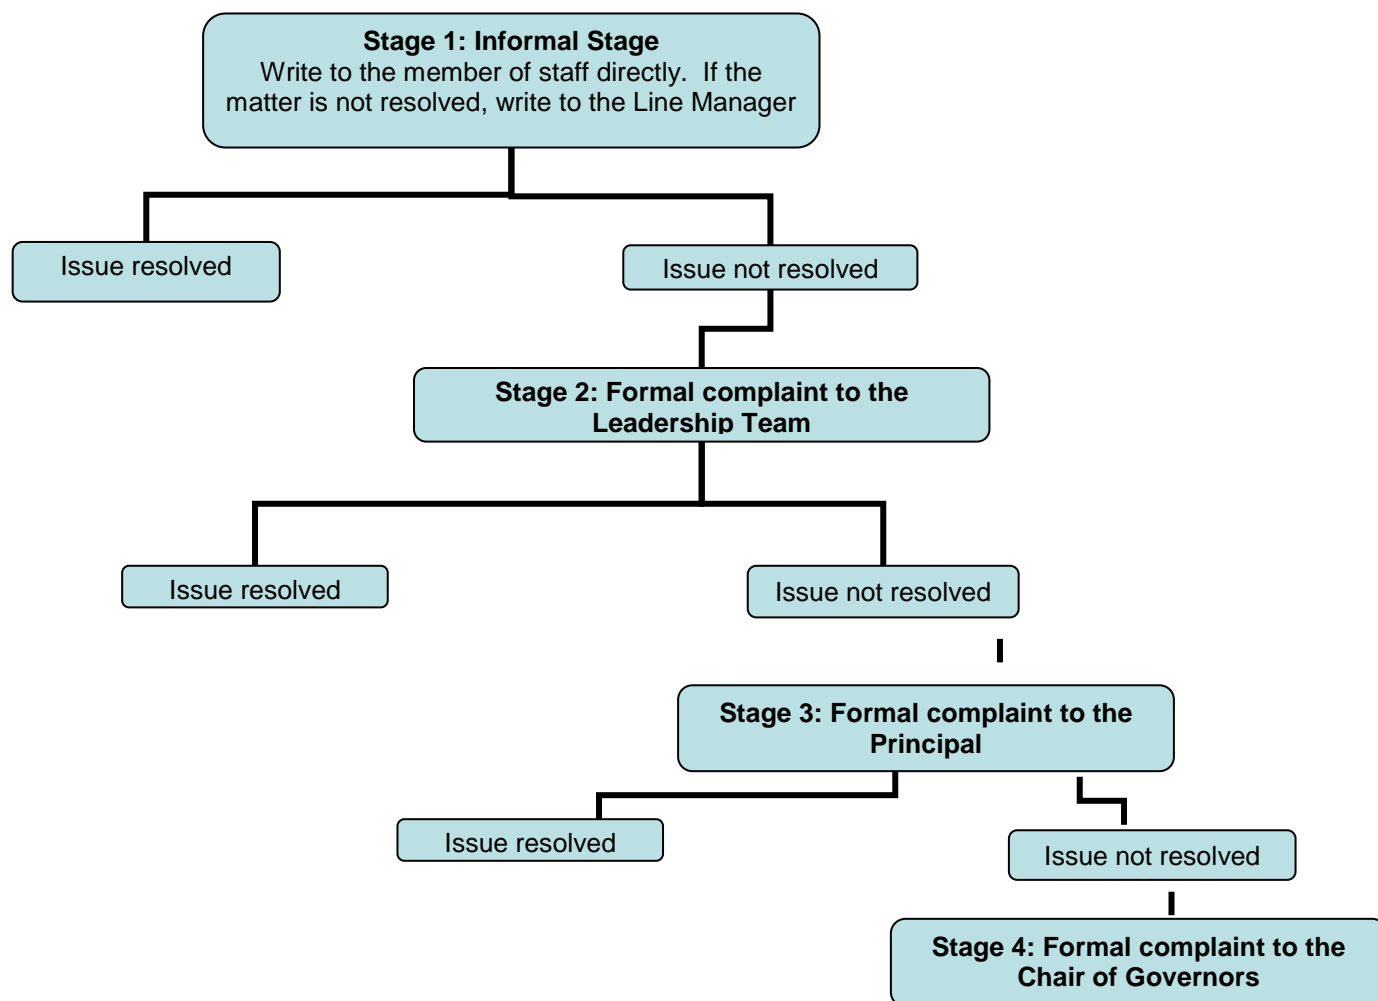 Stage 1: Informal Stage
Write to the member of staff directly. If the
matter is not resolved, write to the Line Manager
Issue resolved
Issue not resolved
Stage 2: Formal complaint to the
Leadership Team
Issue resolved
Issue not resolved
Stage 3: Formal complaint to the
Principal
Issue resolved
Issue not resolved
Stage 4: Formal complaint to the
Chair of Governors